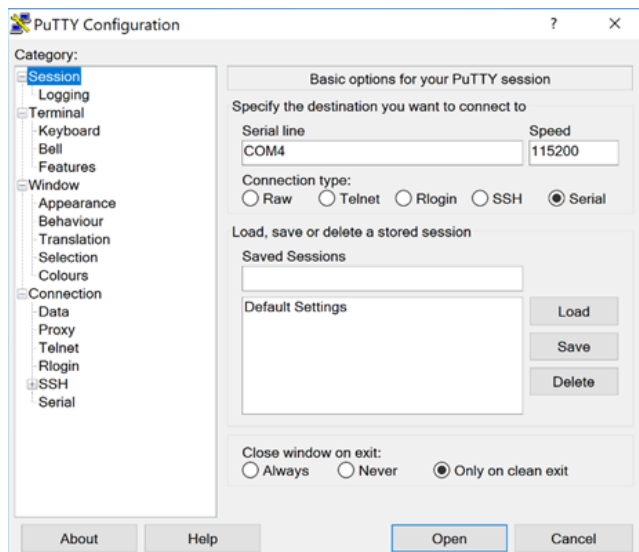 PuTTY Configuration
? ×
Category:
Session
Logging
Terminal
Keyboard
Bell
Features
Window
Appearance
Behaviour
Translation
Selection
Colours
Connection
Data
Proxy
Telnet
Rlogin
SSH
Serial
Basic options for your PuTTY session
Specify the destination you want to connect to
Serial line Speed
COM4 115200
Connection type:
Raw Telnet Rlogin SSH Serial
Load, save or delete a stored session
Saved Sessions
Default Settings
Load
Save
Delete
Close window on exit:
Always Never Only on clean exit
About Help Open Cancel